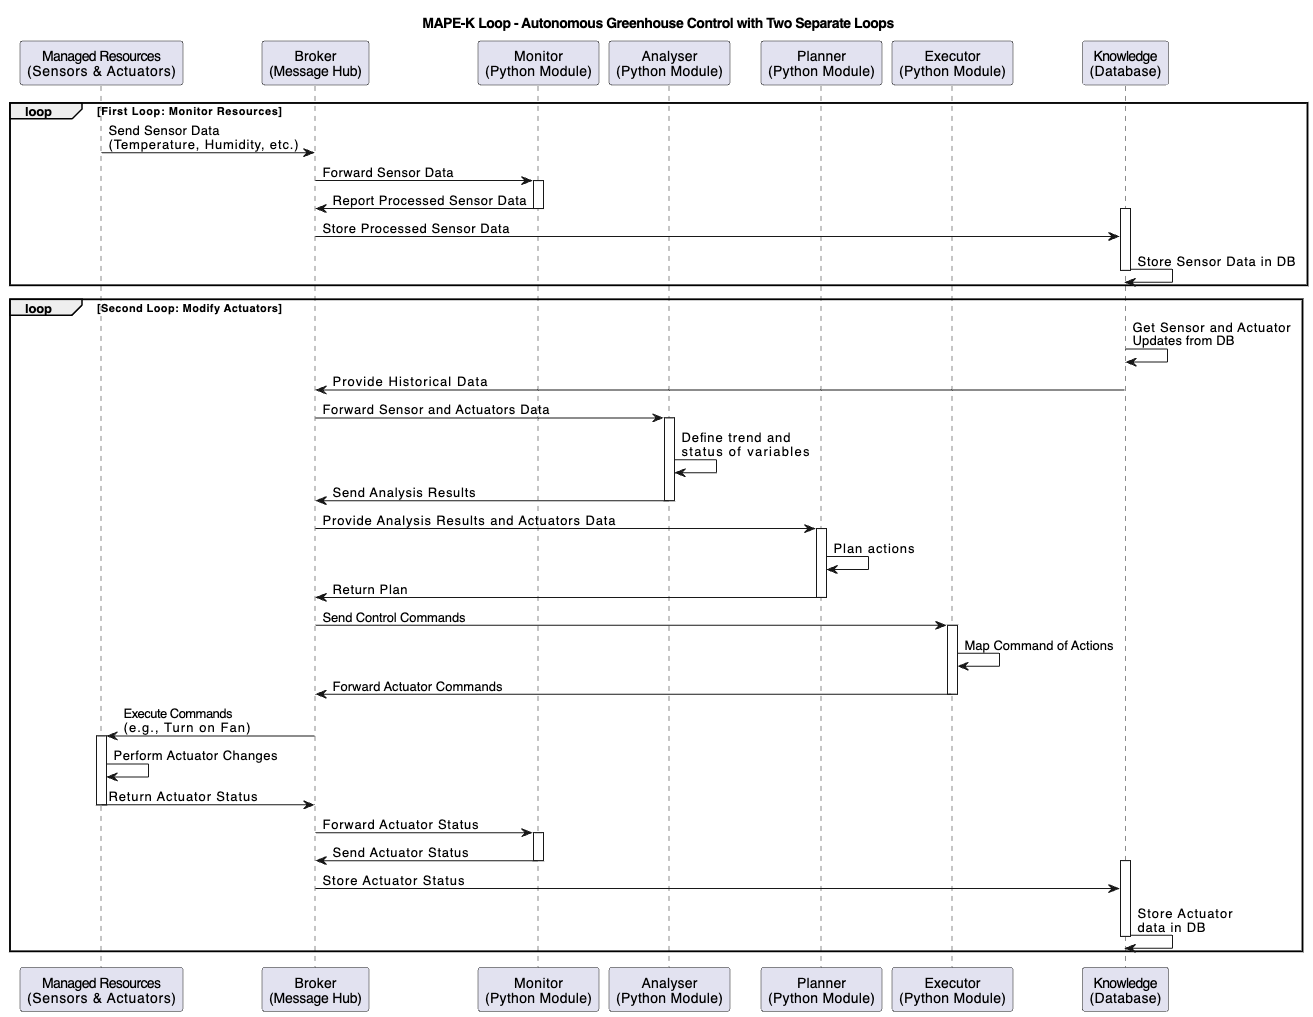 MAPE-K Loop - Autonomous Greenhouse Control with Two Separate Loops
Managed Resources
(Sensors & Actuators)
Broker
(Message Hub)
Monitor
(Python Module)
Analyser
(Python Module)
Planner
(Python Module)
Executor
(Python Module)
Knowledge
(Database)
loop
[First Loop: Monitor Resources]
Send Sensor Data
(Temperature, Humidity, etc.)
Forward Sensor Data
Report Processed Sensor Data
Store Processed Sensor Data
Store Sensor Data in DB
loop
[Second Loop: Modify Actuators]
Get Sensor and Actuator
Updates from DB
Provide Historical Data
Forward Sensor and Actuators Data
Define trend and
status of variables
Send Analysis Results
Provide Analysis Results and Actuators Data
Plan actions
Return Plan
Send Control Commands
Map Command of Actions
Forward Actuator Commands
Execute Commands
(e.g., Turn on Fan)
Perform Actuator Changes
Return Actuator Status
Forward Actuator Status
Send Actuator Status
Store Actuator Status
Store Actuator
data in DB
Managed Resources
(Sensors & Actuators)
Broker
(Message Hub)
Monitor
(Python Module)
Analyser
(Python Module)
Planner
(Python Module)
Executor
(Python Module)
Knowledge
(Database)